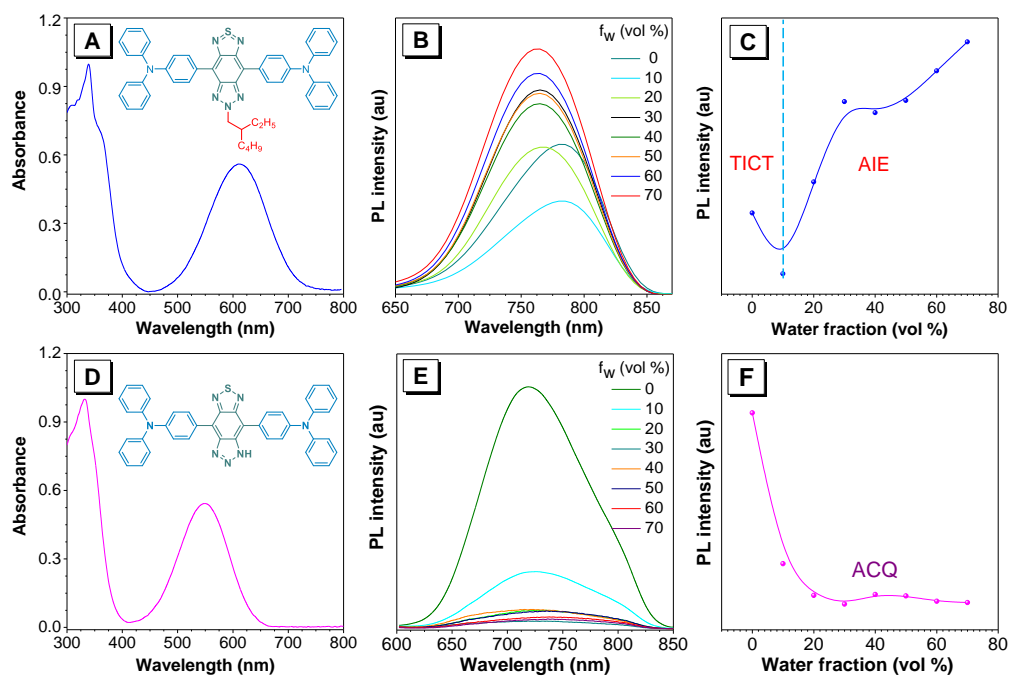 A
1.2
0.9
0.6
0.3
0.0
300 400 500 600 700 800
Absorbance
Wavelength (nm)
S
N N
N N
N N
N
C2H5
C4H9
B
fw (vol %)
0
10
20
30
40
50
60
70
650 700 750 800 850
PL intensity (au)
Wavelength (nm)
C
TICT
AIE
0 20 40 60 80
PL intensity (au)
Water fraction (vol %)
D
1.2
0.9
0.6
0.3
0.0
300 400 500 600 700 800
Absorbance
Wavelength (nm)
S
N N
N N
N NH
N
E
fw (vol %)
0
10
20
30
40
50
60
70
600 650 700 750 800 850
PL intensity (au)
Wavelength (nm)
F
ACQ
0 20 40 60 80
PL intensity (au)
Water fraction (vol %)